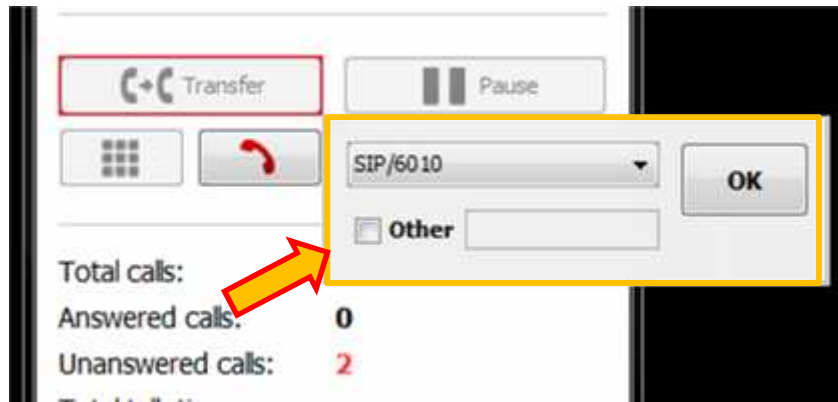 Transfer
Pause
SIP/6010
OK
Other
Total calls:
Answered calls: 0
Unanswered calls: 2